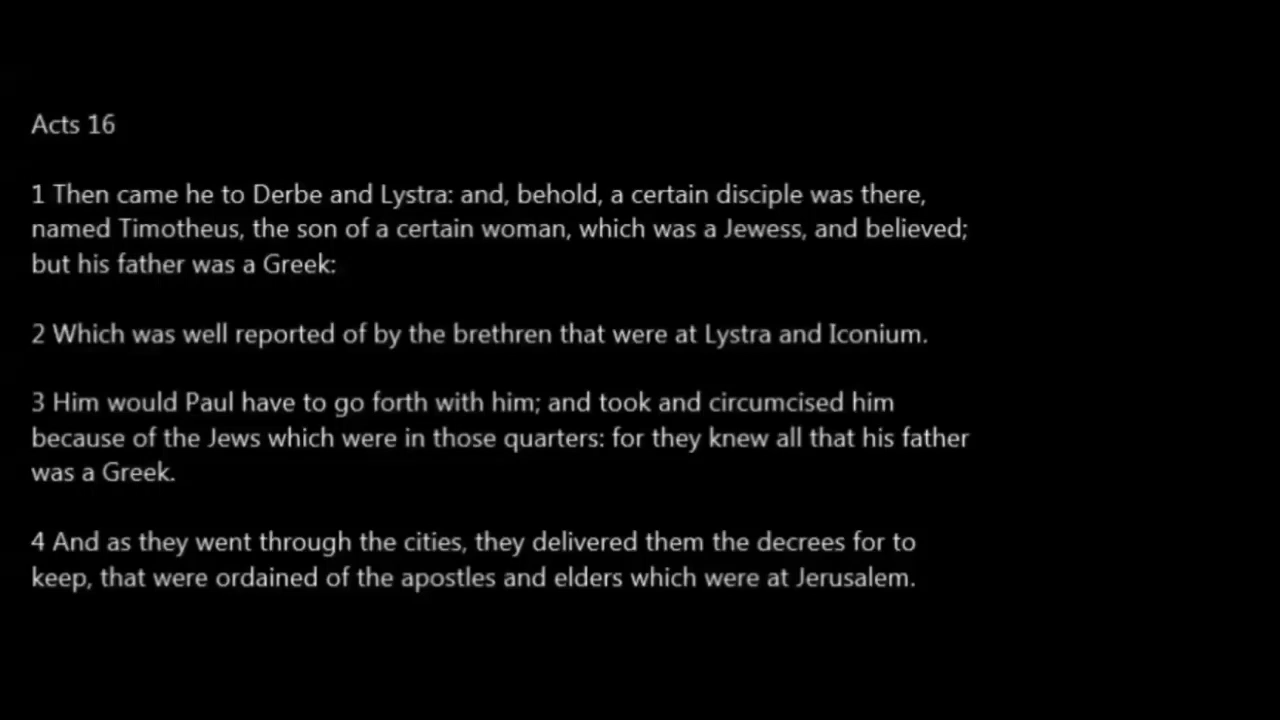 Acts 16
1 Then came he to Derbe and Lystra: and, behold, a certain disciple was there,
named Timotheus, the son of a certain woman, which was a Jewess, and believed;
but his father was a Greek:
2 Which was well reported of by the brethren that were at Lystra and Iconium.
3 Him would Paul have to go forth with him; and took and circumcised him
because of the Jews which were in those quarters: for they knew all that his father
was a Greek.
4 And as they went through the cities, they delivered them the decrees for to
keep, that were ordained of the apostles and elders which were at Jerusalem.